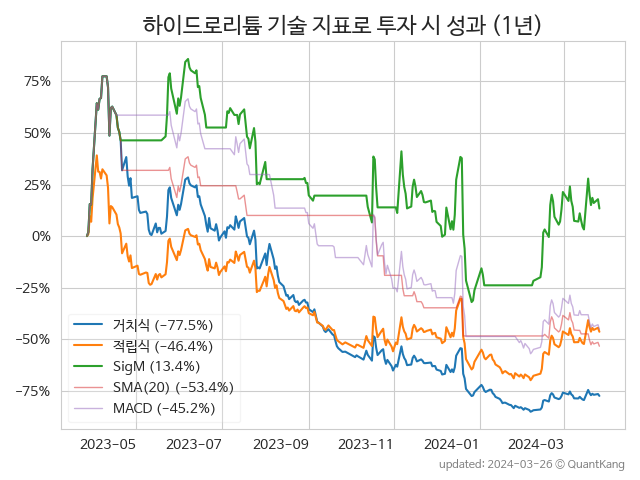 하이드로리튬 기술 지표로 투자 시 성과 (1년)
75%
50%
25%
0%
−25%
−50%
−75%
거치식 (−77.5%)
적립식 (−46.4%)
SigM (13.4%)
SMA(20) (−53.4%)
MACD (−45.2%)
2023-05 2023-07 2023-09 2023-11 2024-01 2024-03
updated: 2024-03-26 © QuantKang